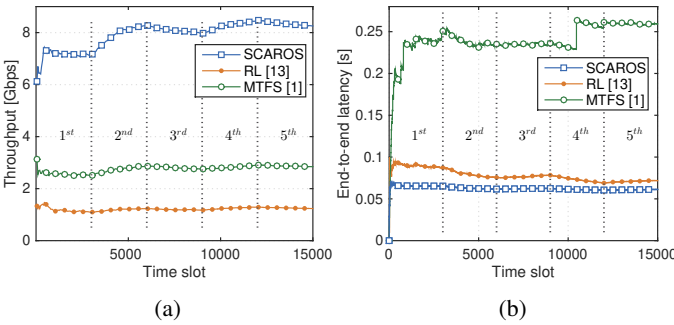 8
6
4
2
0
Throughput [Gbps]
SCAROS
RL [13]
MTFS [1]
1st 2nd 3rd 4th 5th
5000 10000 15000
Time slot
(a)
0.25
0.2
0.15
0.1
0.05
0
End-to-end latency [s]
SCAROS
RL [13]
MTFS [1]
1st 2nd 3rd 4th 5th
0 5000 10000 15000
Time slot
(b)